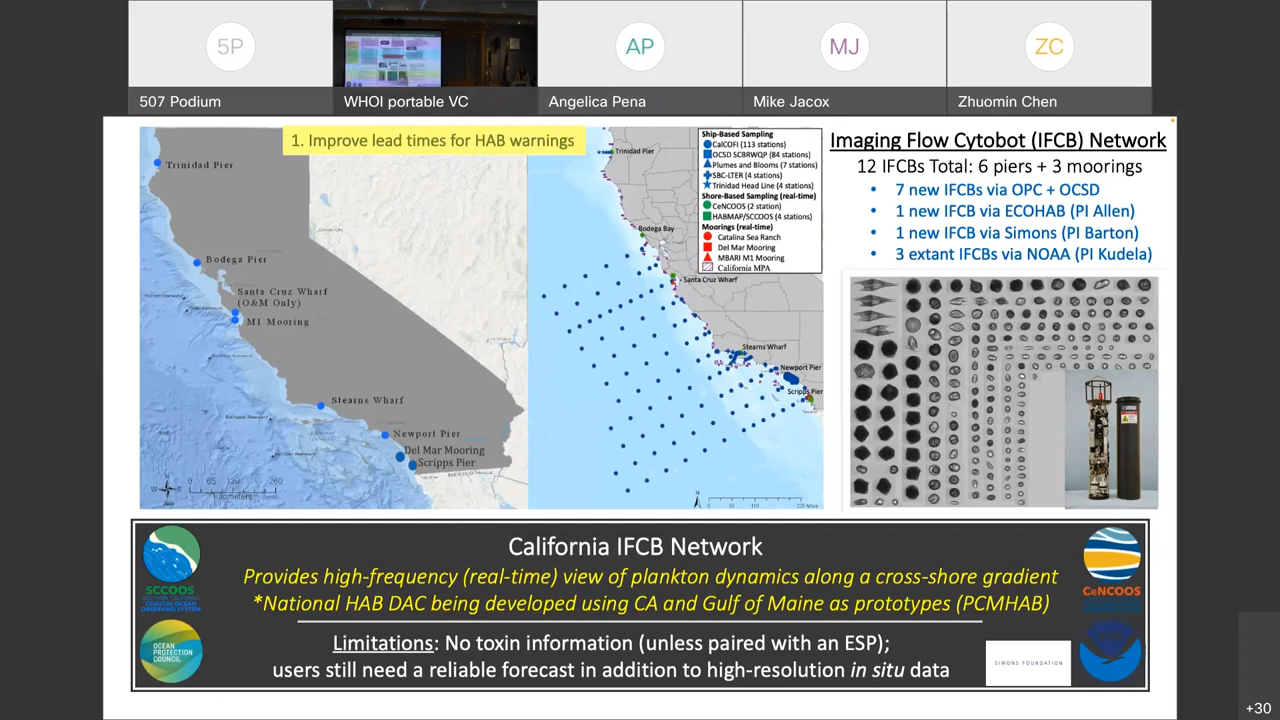 5P
AP
MJ
ZC
507 Podium
WHOI portable VC
Angelica Pena
Mike Jacox
Zhuomin Chen
1. Improve lead times for HAB warnings
Trinidad Pier
Bodega Pier
Santa Cruz Wharf
(O&M Only)
M1 Mooring
Stearns Wharf
Newport Pier
Del Mar Mooring
Scripps Pier
MEXICO
W
E
S
0 65 130 260
Kilometers
Trinidad Pier
Bodega Bay
Santa Cruz Wharf
Stearns Wharf
Newport Pier
Scripps Pier
N
Ship-Based Sampling
CalCOFI (113 stations)
OCSD SCBRWQP (84 stations)
Plumes and Blooms (7 stations)
SBC-LTER (4 stations)
Trinidad Head Line (4 stations)
Shore-Based Sampling (real-time)
CeNCOOS (2 station)
HABMAP/SCCOOS (4 stations)
Moorings (real-time)
Catalina Sea Ranch
Del Mar Mooring
MBARI M1 Mooring
California MPA
Imaging Flow Cytobot (IFCB) Network
12 IFCBs Total: 6 piers + 3 moorings
• 7 new IFCBs via OPC + OCSD
• 1 new IFCB via ECOHAB (PI Allen)
• 1 new IFCB via Simons (PI Barton)
• 3 extant IFCBs via NOAA (PI Kudela)
California IFCB Network
Provides high-frequency (real-time) view of plankton dynamics along a cross-shore gradient
*National HAB DAC being developed using CA and Gulf of Maine as prototypes (PCMHAB)
Limitations: No toxin information (unless paired with an ESP);
users still need a reliable forecast in addition to high-resolution in situ data
SCCOOS
COASTAL OCEAN
OBSERVING SYSTEM
OCEAN
PROTECTION
COUNCIL
CeNCOOS
SIMONS FOUNDATION
+30